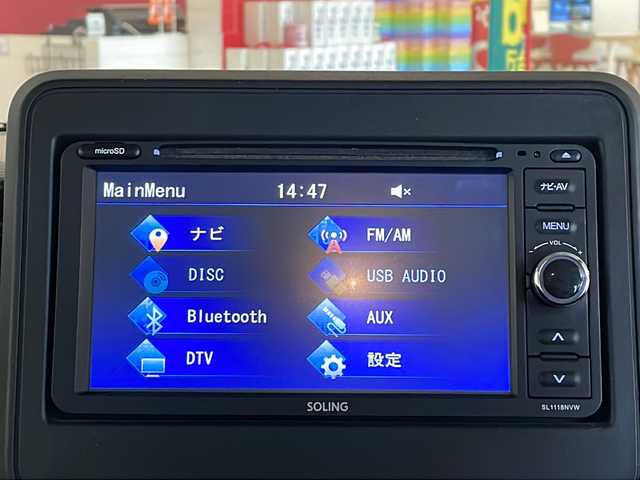 microSD
MainMenu 14:47
ナビ FM/AM
DISC USB AUDIO
Bluetooth AUX
DTV 設定
ナビ・AV
MENU
VOL
SOLING
SL1118NVW